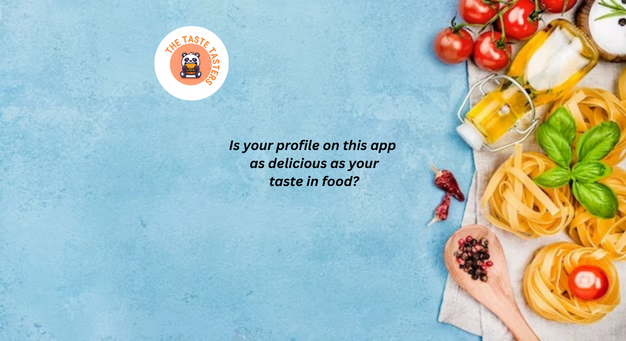 THE TASTE TASTERS
Is your profile on this app
as delicious as your
taste in food?